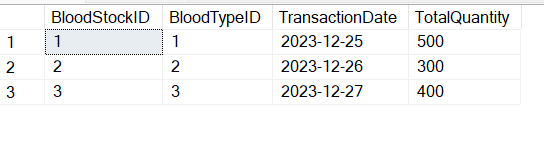 BloodStockID BloodTypeID TransactionDate TotalQuantity
1 1 1 2023-12-25 500
2 2 2 2023-12-26 300
3 3 3 2023-12-27 400